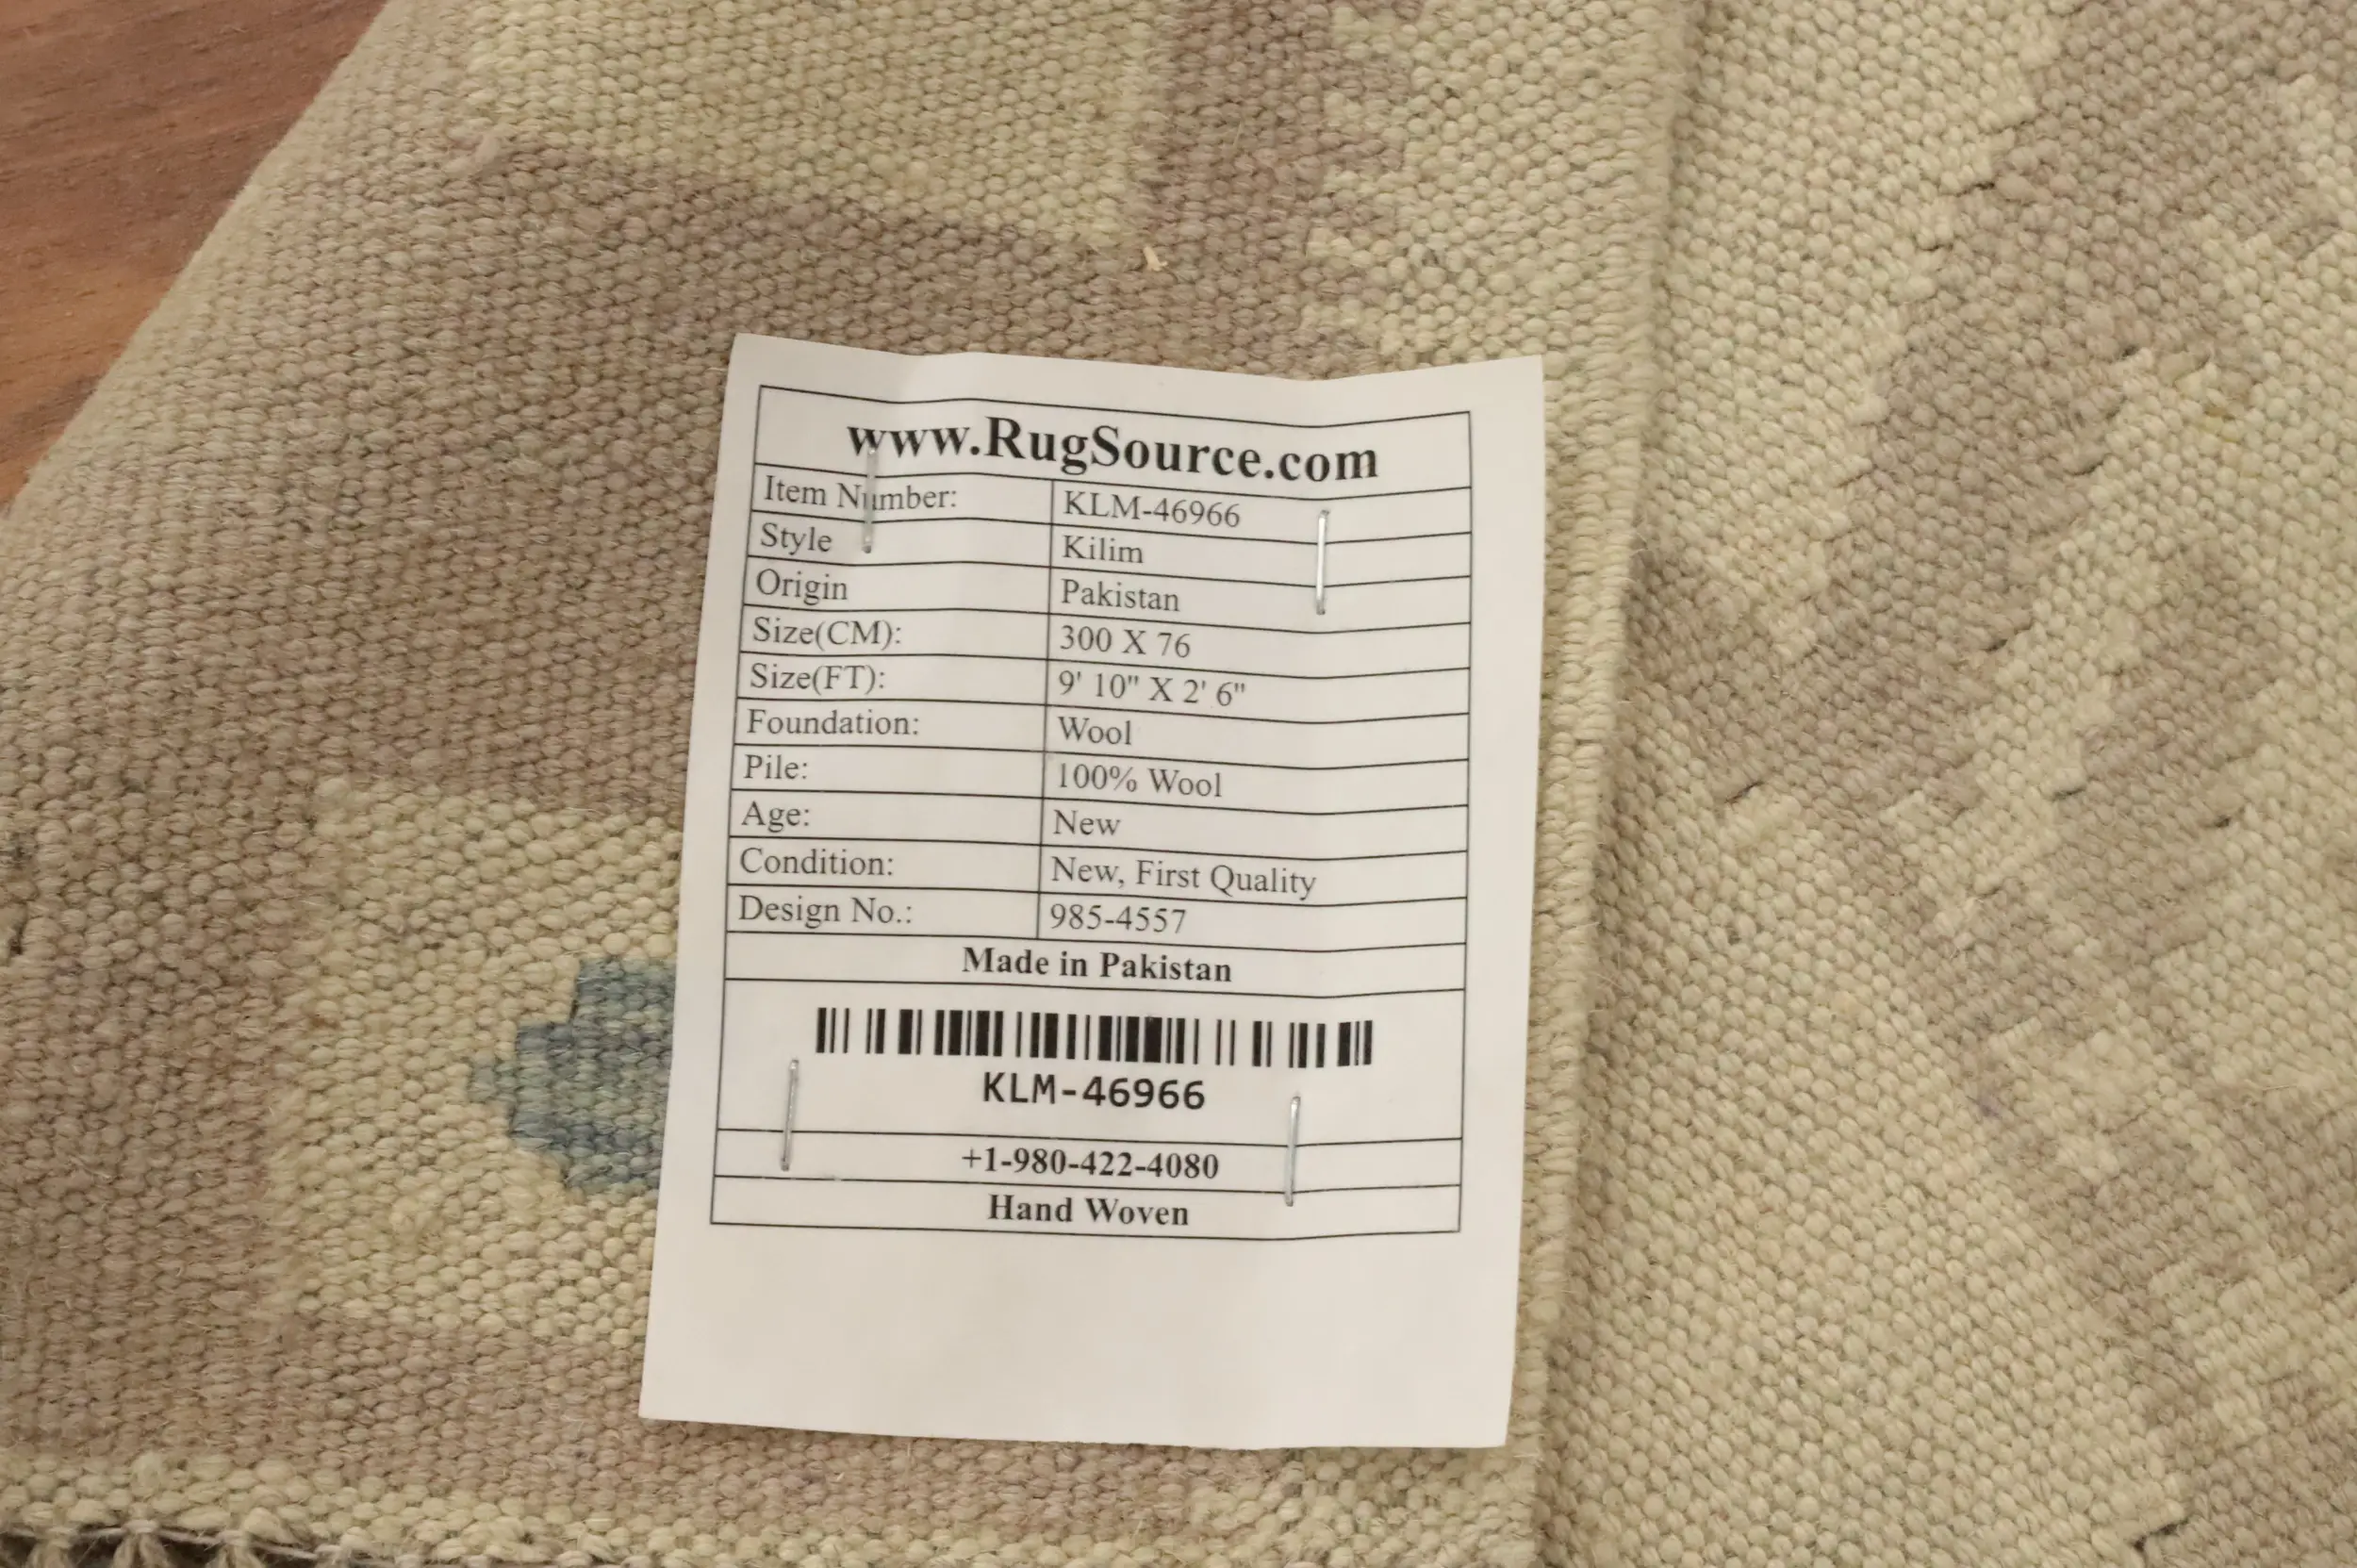 www.RugSource.com
Item Number: KLM-46966
Style Kilim
Origin Pakistan
Size(CM): 300 X 76
Size(FT): 9' 10" X 2' 6"
Foundation: Wool
Pile: 100% Wool
Age: New
Condition: New, First Quality
Design No.: 985-4557
Made in Pakistan
KLM-46966
+1-980-422-4080
Hand Woven